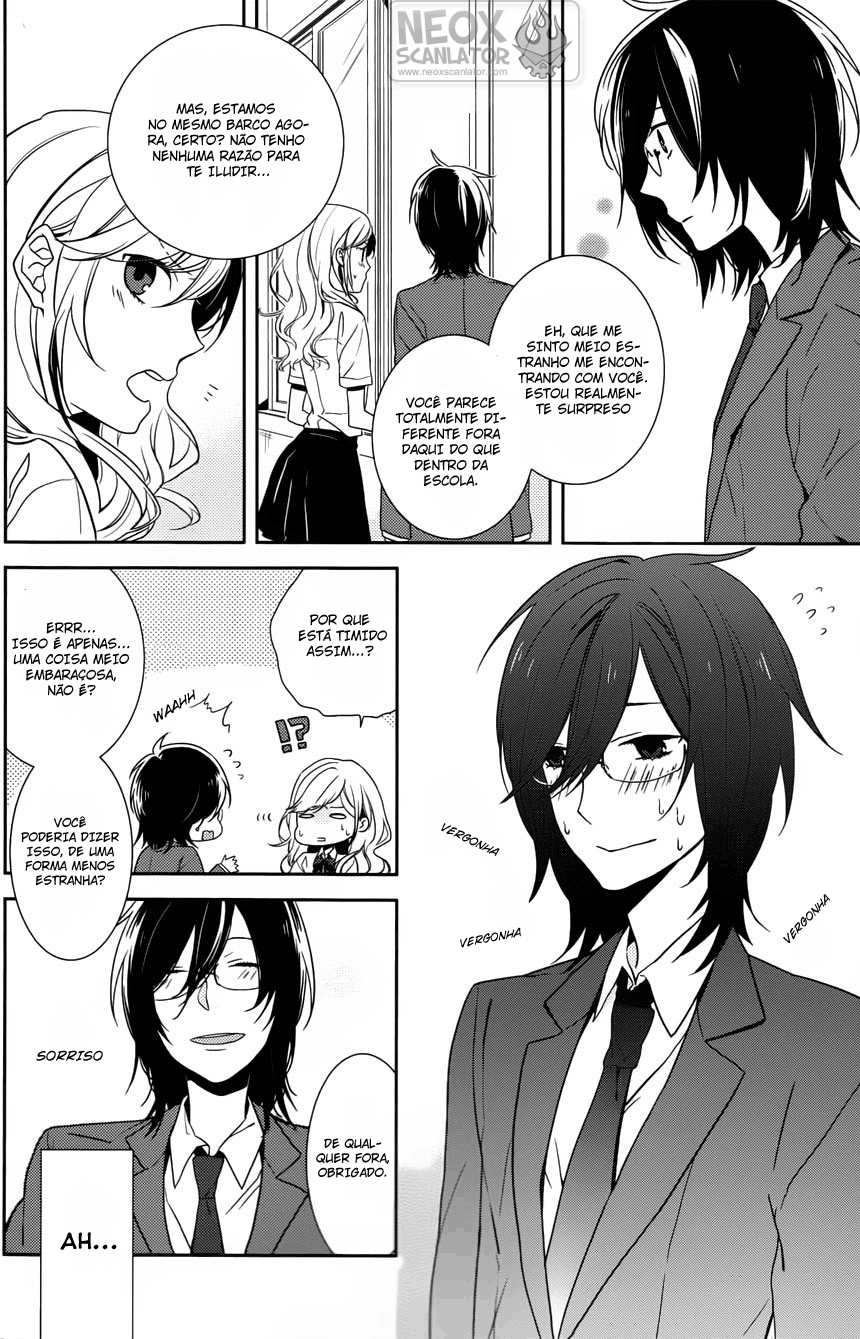 NEOX
SCANLATOR
www.neoxscanlator.com
MAS, ESTAMOS
NO MESMO BARCO AGO-
RA, CERTO? NÃO TENHO
NENHUMA RAZÃO PARA
TE ILUDIR...
EH, QUE ME
SINTO MEIO ES-
TRANHO ME ENCON-
TRANDO COM VOCÊ.
ESTOU REALMEN-
TE SURPRESO
VOCÊ PARECE
TOTALMENTE DI-
FERENTE FORA
DAQUI DO QUE
DENTRO DA
ESCOLA.
POR QUE
ESTÁ TIMIDO
ASSIM...?
ERRR...
ISSO É APENAS...
UMA COISA MEIO
EMBARAÇOSA,
NÃO É?
WAAHH
!?
VOCÊ
PODERIA DIZER
ISSO, DE UMA
FORMA MENOS
ESTRANHA?
VERGONHA
VERGONHA
VERGONHA
SORRISO
DE QUAL-
QUER FORA,
OBRIGADO.
AH...